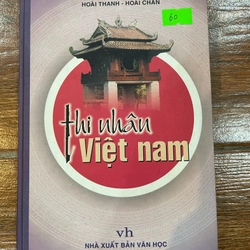 HOÀI THANH - HOÀI CHÂN
60
thi nhân
Việt nam
vh
NHÀ XUẤT BẢN VĂN HỌC